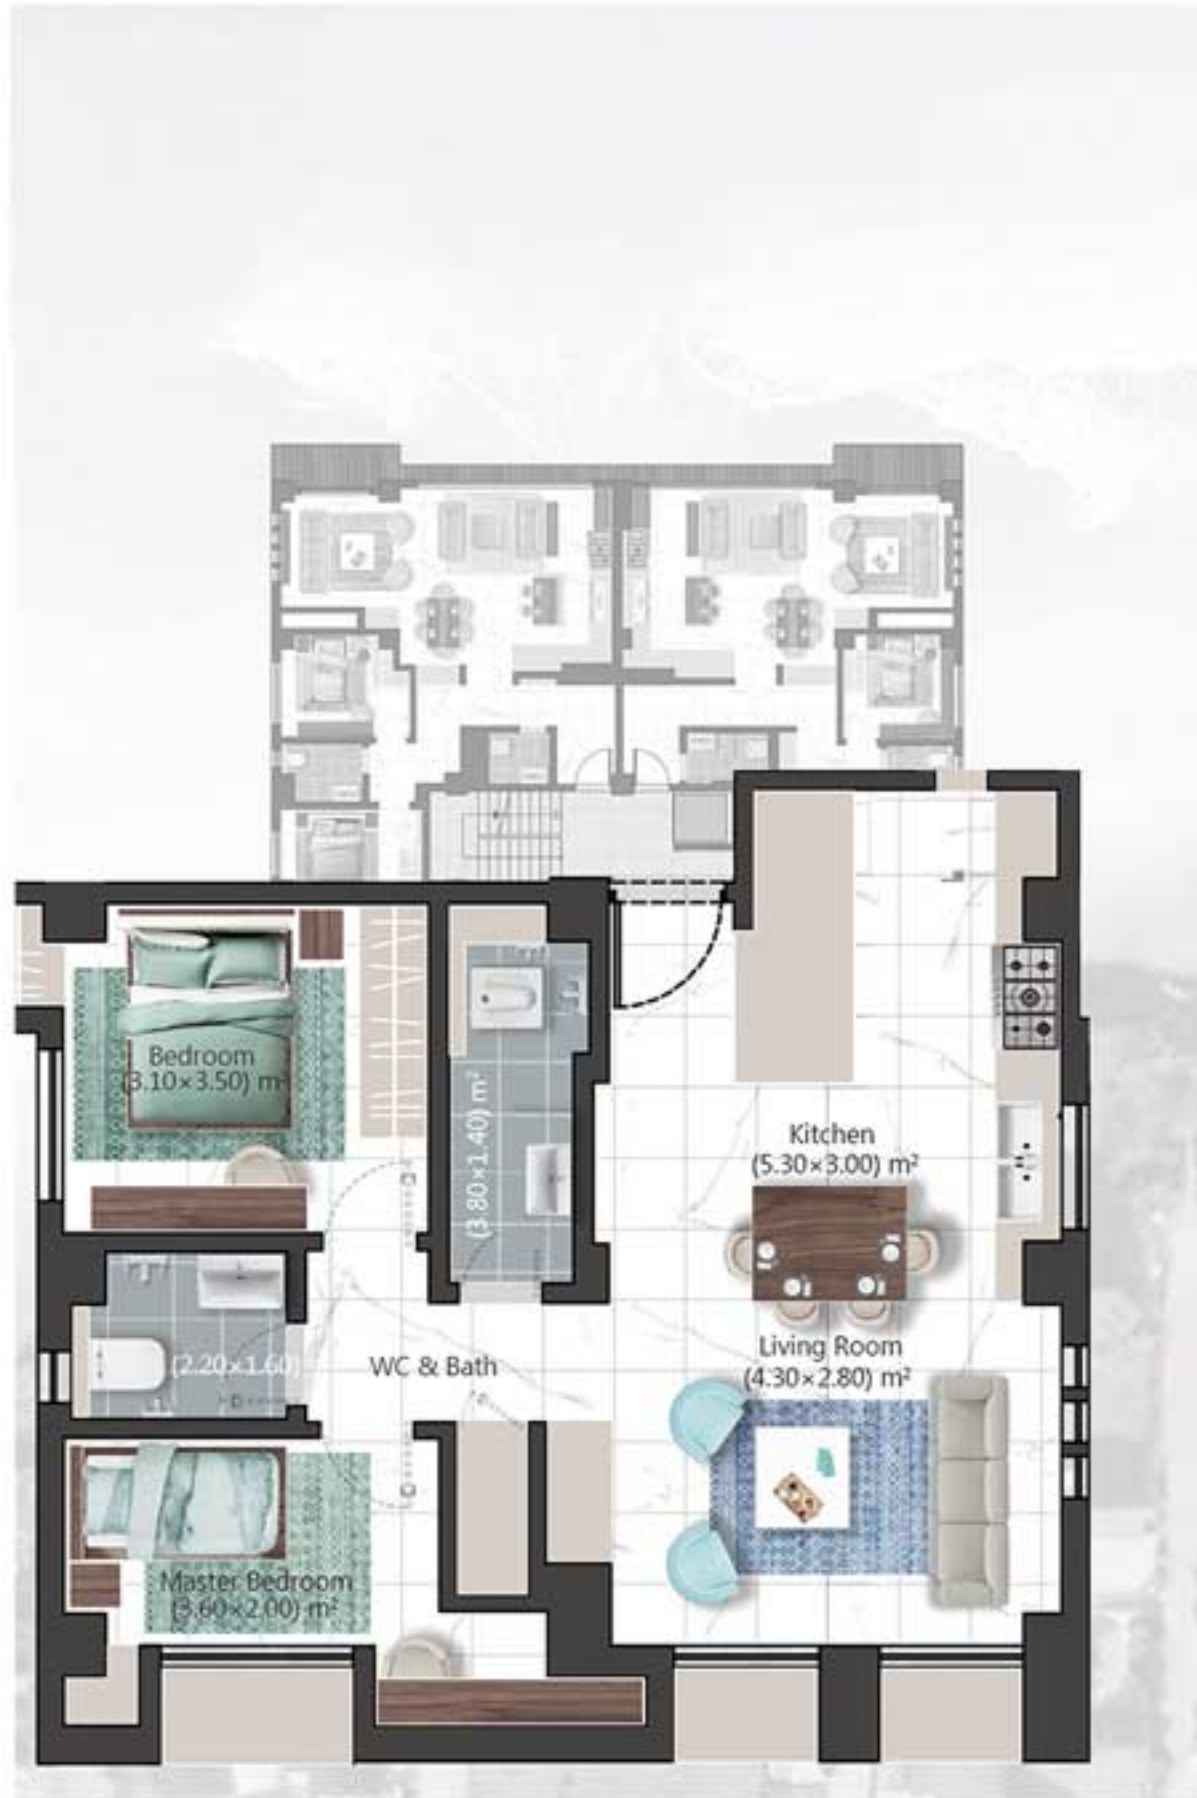 Bedroom
(3.10×3.50) m²
(3.80×1.40) m²
Kitchen
(5.30×3.00) m²
Living Room
(4.30×2.80) m²
WC & Bath
(2.20×1.60)
Master Bedroom
(3.60×2.00) m²